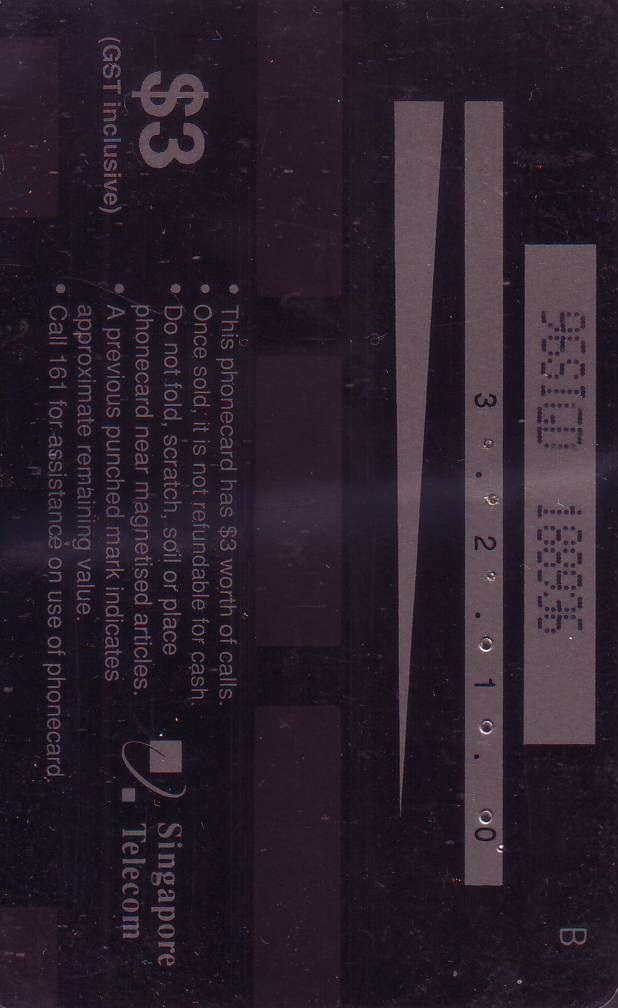 B
3 . . 2 . . 1 . . 0
$3
(GST inclusive)
• This phonecard has $3 worth of calls.
• Once sold, it is not refundable for cash.
• Do not fold, scratch, soil or place
phonecard near magnetised articles.
• A previous punched mark indicates
approximate remaining value.
• Call 161 for assistance on use of phonecard.
Singapore
Telecom